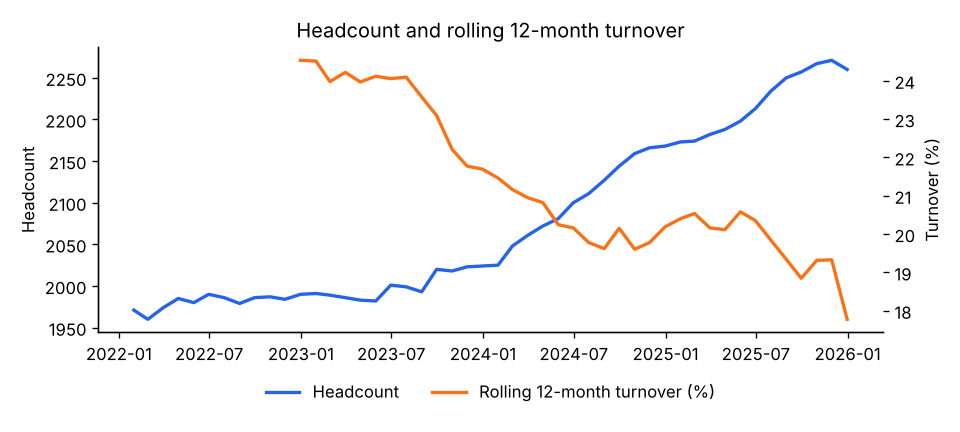 Headcount and rolling 12-month turnover
Headcount
2250
2200
2150
2100
2050
2000
1950
24
23
22
21
20
19
18
Turnover (%)
2022-01 2022-07 2023-01 2023-07 2024-01 2024-07 2025-01 2025-07 2026-01
Headcount Rolling 12-month turnover (%)